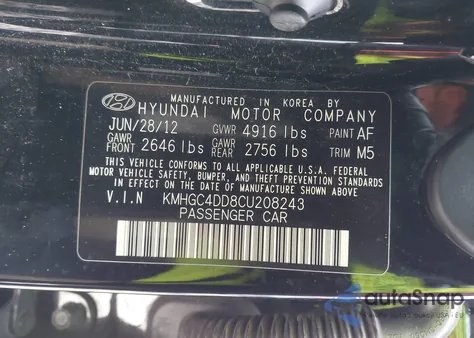 MANUFACTURED IN KOREA BY
HYUNDAI MOTOR COMPANY
JUN/28/12 GVWR 4916 lbs PAINT AF
GAWR FRONT 2646 lbs GAWR REAR 2756 lbs TRIM M5
THIS VEHICLE CONFORMS TO ALL APPLICABLE U.S.A. FEDERAL
MOTOR VEHICLE SAFETY, BUMPER, AND THEFT PREVENTION
STANDARDS IN EFFECT ON THE DATE OF MANUFACTURE SHOWN ABOVE.
V.I.N KMHGC4DD8CU208243
PASSENGER CAR
autoSnap